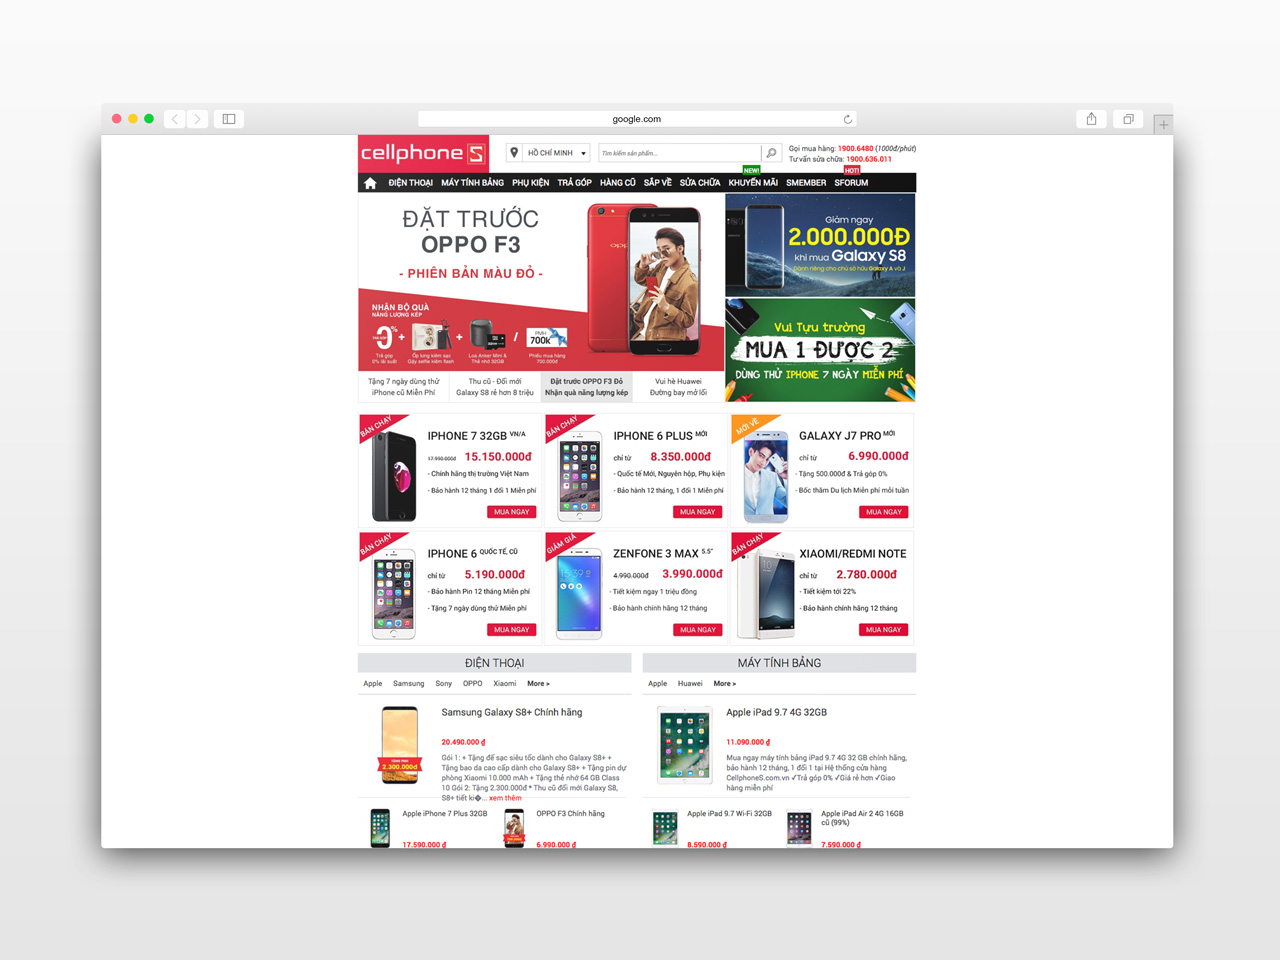 google.com
cellphoneS
HỒ CHÍ MINH
Tìm kiếm sản phẩm...
Gọi mua hàng: 1900.6480 (1000đ/phút)
Tư vấn sửa chữa: 1900.636.011
NEW!
HOT!
ĐIỆN THOẠI MÁY TÍNH BẢNG PHỤ KIỆN TRẢ GÓP HÀNG CŨ SẮP VỀ SỬA CHỮA KHUYẾN MÃI SMEMBER SFORUM
ĐẶT TRƯỚC
OPPO F3
- PHIÊN BẢN MÀU ĐỎ -
NHẬN BỘ QUÀ
NĂNG LƯỢNG KÉP
TRẢ GÓP 0% + + / PMH 700k
Trả góp
0% lãi suất
Ốp lưng kiêm sạc
Gậy selfie kiêm flash
Loa Anker Mini &
Thẻ nhớ 32GB
Phiếu mua hàng
700.000đ
oppo
Giảm ngay
2.000.000Đ
khi mua Galaxy S8
Dành riêng cho chủ sở hữu Galaxy A và J
Vui Tựu trường
MUA 1 ĐƯỢC 2
DÙNG THỬ IPHONE 7 NGÀY MIỄN PHÍ
Tặng 7 ngày dùng thử
iPhone cũ Miễn Phí
Thu cũ - Đổi mới
Galaxy S8 rẻ hơn 8 triệu
Đặt trước OPPO F3 Đỏ
Nhận quà năng lượng kép
Vui hè Huawei
Đường bay mở lối
BÁN CHẠY
IPHONE 7 32GB VN/A
17.990.000đ 15.150.000đ
- Chính hãng thị trường Việt Nam
- Bảo hành 12 tháng 1 đổi 1 Miễn phí
MUA NGAY
BÁN CHẠY
IPHONE 6 PLUS MỚI
chỉ từ 8.350.000đ
- Quốc tế Mới, Nguyên hộp, Phụ kiện
- Bảo hành 12 tháng, 1 đổi 1 Miễn phí
MUA NGAY
MỚI VỀ
GALAXY J7 PRO MỚI
chỉ từ 6.990.000đ
- Tặng 500.000đ & Trả góp 0%
- Bốc thăm Du lịch Miễn phí mỗi tuần
MUA NGAY
BÁN CHẠY
IPHONE 6 QUỐC TẾ, CŨ
chỉ từ 5.190.000đ
- Bảo hành Pin 12 tháng Miễn phí
- Tặng 7 ngày dùng thử Miễn phí
MUA NGAY
GIẢM GIÁ
ZENFONE 3 MAX 5.5"
4.990.000đ 3.990.000đ
- Tiết kiệm ngay 1 triệu đồng
- Bảo hành chính hãng 12 tháng
MUA NGAY
BÁN CHẠY
XIAOMI/REDMI NOTE
chỉ từ 2.780.000đ
- Tiết kiệm tới 22%
- Bảo hành chính hãng 12 tháng
MUA NGAY
ĐIỆN THOẠI
Apple Samsung Sony OPPO Xiaomi More >
Samsung Galaxy S8+ Chính hãng
20.490.000 ₫
2.300.000đ
Gói 1: + Tặng đế sạc siêu tốc dành cho Galaxy S8+ +
Tặng bao da cao cấp dành cho Galaxy S8+ + Tặng pin dự
phòng Xiaomi 10.000 mAh + Tặng thẻ nhớ 64 GB Class
10 Gói 2: Tặng 2.300.000đ * Thu cũ đổi mới Galaxy S8,
S8+ tiết ki�... xem thêm
Apple iPhone 7 Plus 32GB
17.590.000 ₫
OPPO F3 Chính hãng
6.990.000 ₫
MÁY TÍNH BẢNG
Apple Huawei More >
Apple iPad 9.7 4G 32GB
11.090.000 ₫
Mua ngay máy tính bảng iPad 9.7 4G 32 GB chính hãng,
bảo hành 12 tháng, 1 đổi 1 tại Hệ thống cửa hàng
CellphoneS.com.vn ✓Trả góp 0% ✓Giá rẻ hơn ✓Giao
hàng miễn phí
Apple iPad 9.7 Wi-Fi 32GB
8.590.000 ₫
Apple iPad Air 2 4G 16GB
cũ (99%)
7.590.000 ₫